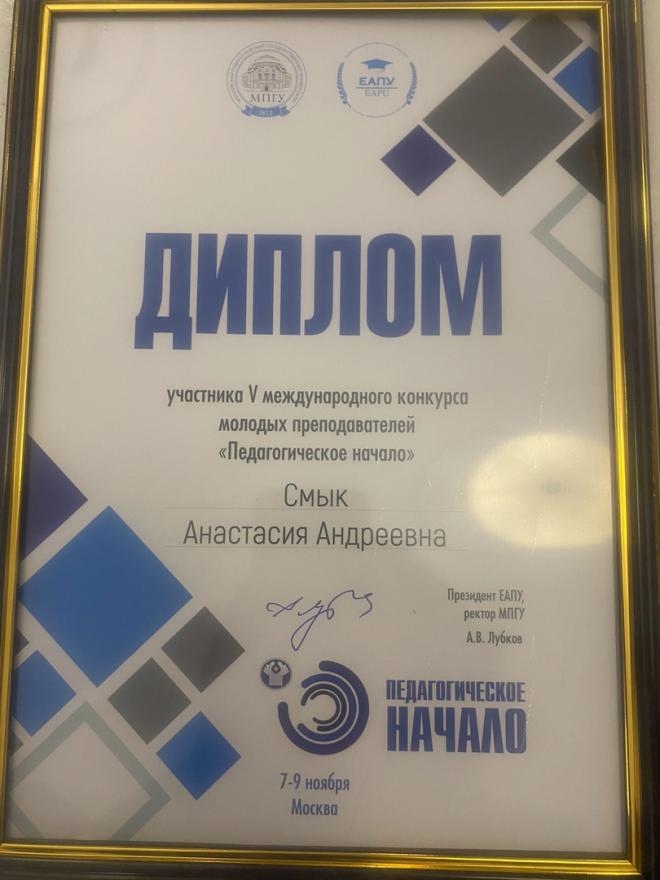 МПГУ
1872
ЕАПУ
EAPU
ДИПЛОМ
участника V международного конкурса
молодых преподавателей
«Педагогическое начало»
Смык
Анастасия Андреевна
Президент ЕАПУ,
ректор МПГУ
А.В. Лубков
ПЕДАГОГИЧЕСКОЕ
НАЧАЛО
7-9 ноября
Москва